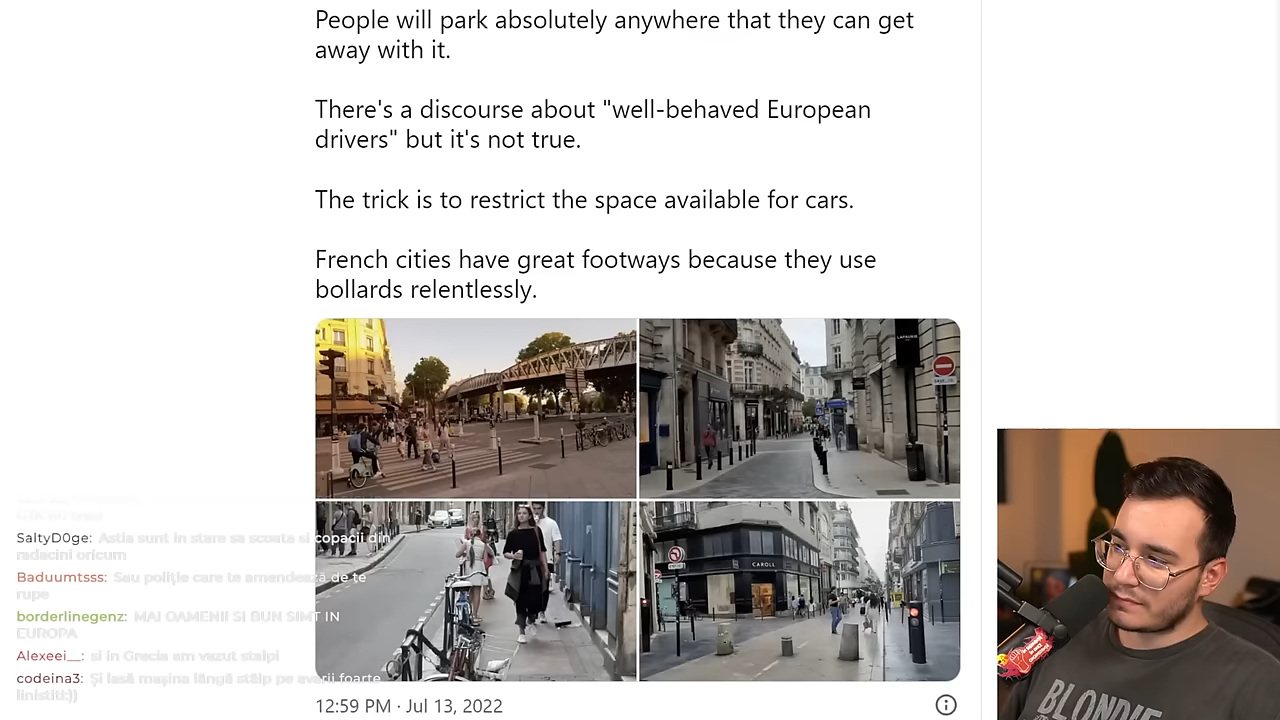 People will park absolutely anywhere that they can get
away with it.
There's a discourse about "well-behaved European
drivers" but it's not true.
The trick is to restrict the space available for cars.
French cities have great footways because they use
bollards relentlessly.
CAROLL
12:59 PM · Jul 13, 2022
SaltyD0ge: Astia sunt in stare sa scoata si copacii din
radacini oricum
Baduumtsss: Sau poliție care te amendează de te
rupe
borderlinegenz: MAI OAMENII SI BUN SIMT IN
EUROPA
Alexeei__: si in Grecia am vazut stalpi
codeina3: Și lasă mașina lângă stâlp pe avarii foarte
linistit:))
BLONDIE